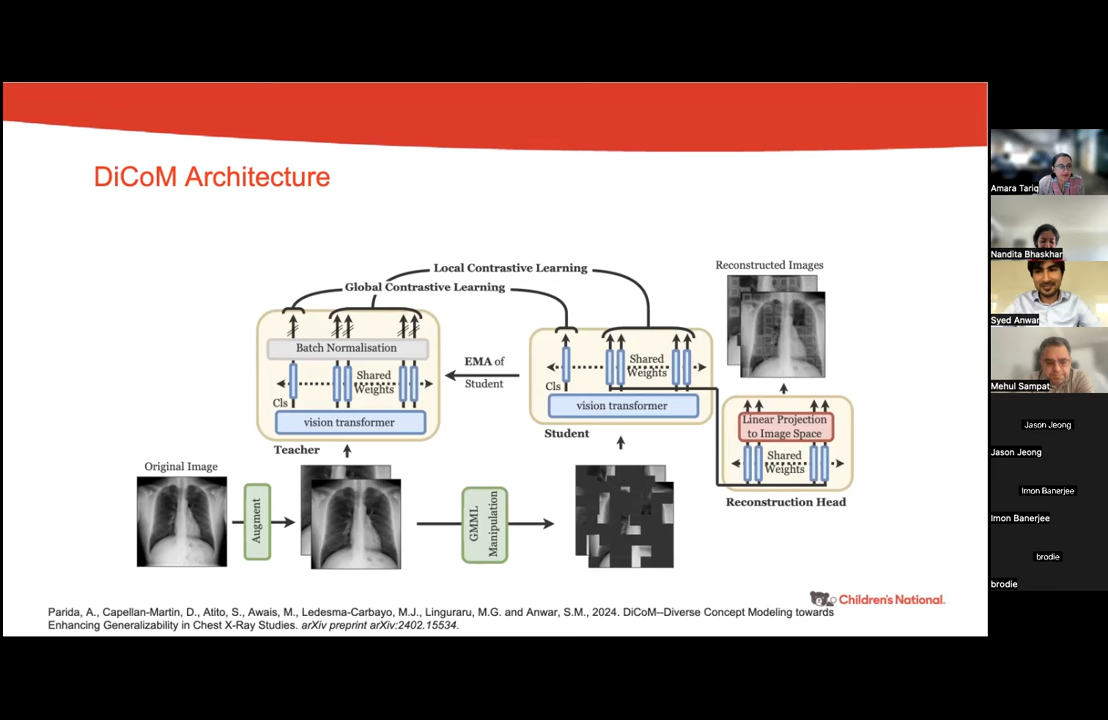 DiCoM Architecture
Local Contrastive Learning
Global Contrastive Learning
Reconstructed Images
Batch Normalisation
Shared
Weights
Cls
vision transformer
Teacher
EMA of
Student
Shared
Weights
Cls
vision transformer
Student
Linear Projection
to Image Space
Shared
Weights
Reconstruction Head
Original Image
Augment
GMML
Manipulation
Children's National.
Parida, A., Capellan-Martin, D., Atito, S., Awais, M., Ledesma-Carbayo, M.J., Linguraru, M.G. and Anwar, S.M., 2024. DiCoM--Diverse Concept Modeling towards
Enhancing Generalizability in Chest X-Ray Studies. arXiv preprint arXiv:2402.15534.
Amara Tariq
Nandita Bhaskhar
Syed Anwar
Mehul Sampat
Jason Jeong
Jason Jeong
Imon Banerjee
Imon Banerjee
brodie
brodie